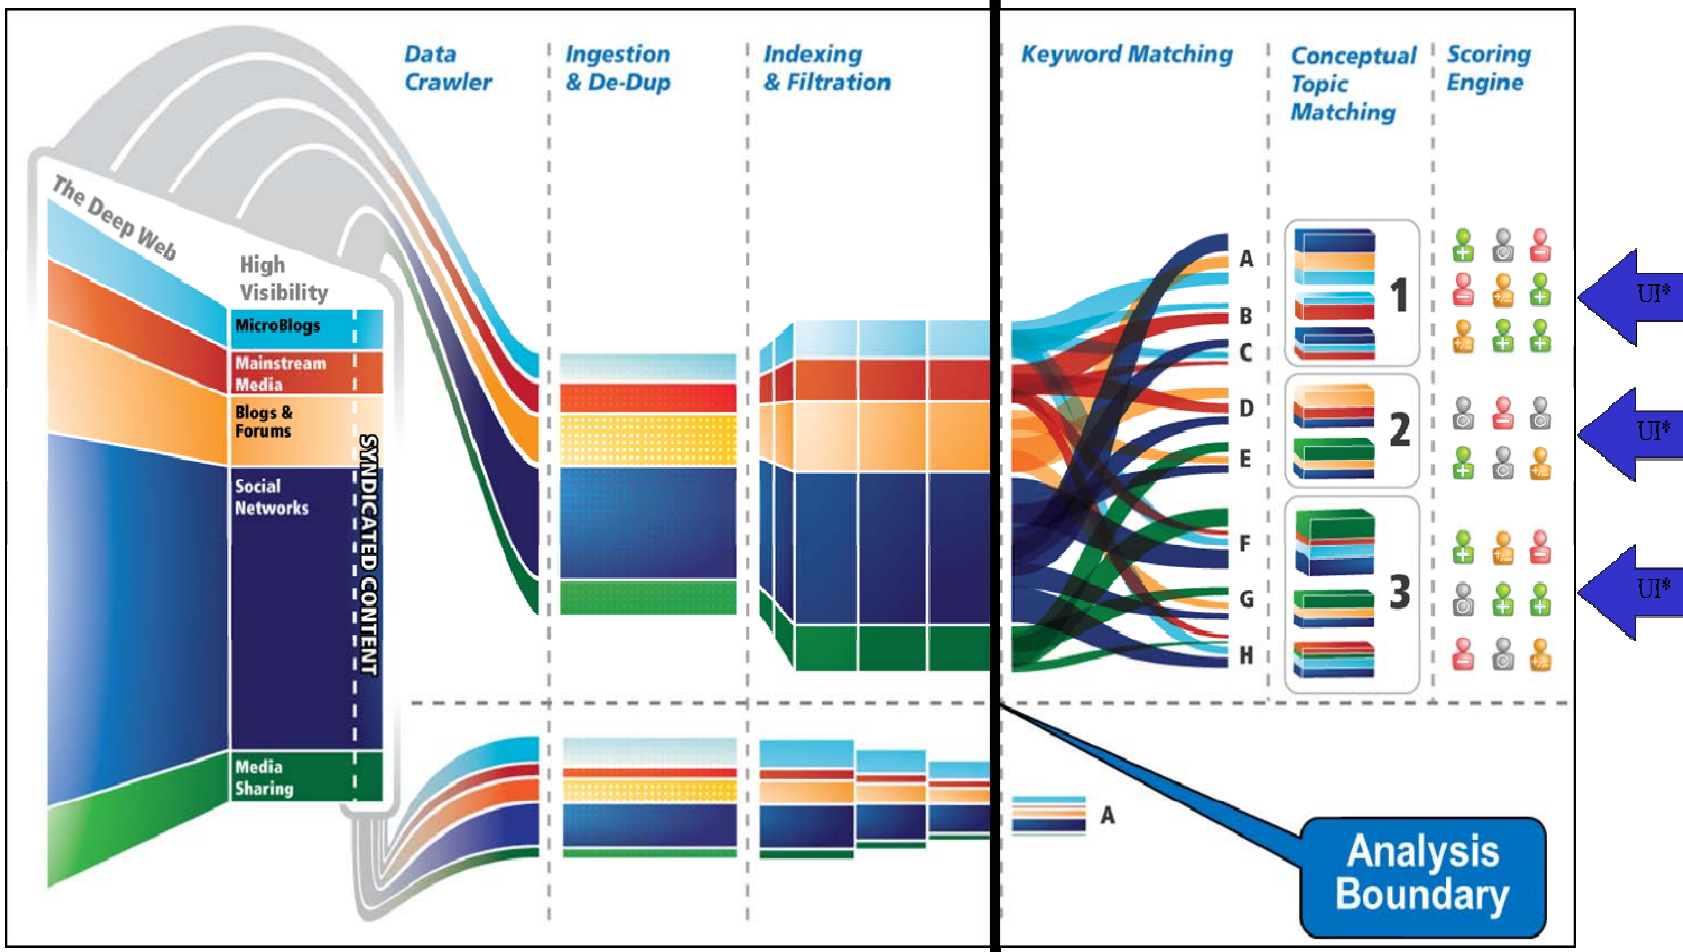 Data
Crawler
Ingestion
& De-Dup
Indexing
& Filtration
Keyword Matching
Conceptual
Topic
Matching
Scoring
Engine
The Deep Web
High
Visibility
MicroBlogs
Mainstream
Media
Blogs &
Forums
Social
Networks
Media
Sharing
SYNDICATED CONTENT
A
B
C
D
E
F
G
H
1
2
3
UI*
UI*
UI*
A
Analysis
Boundary